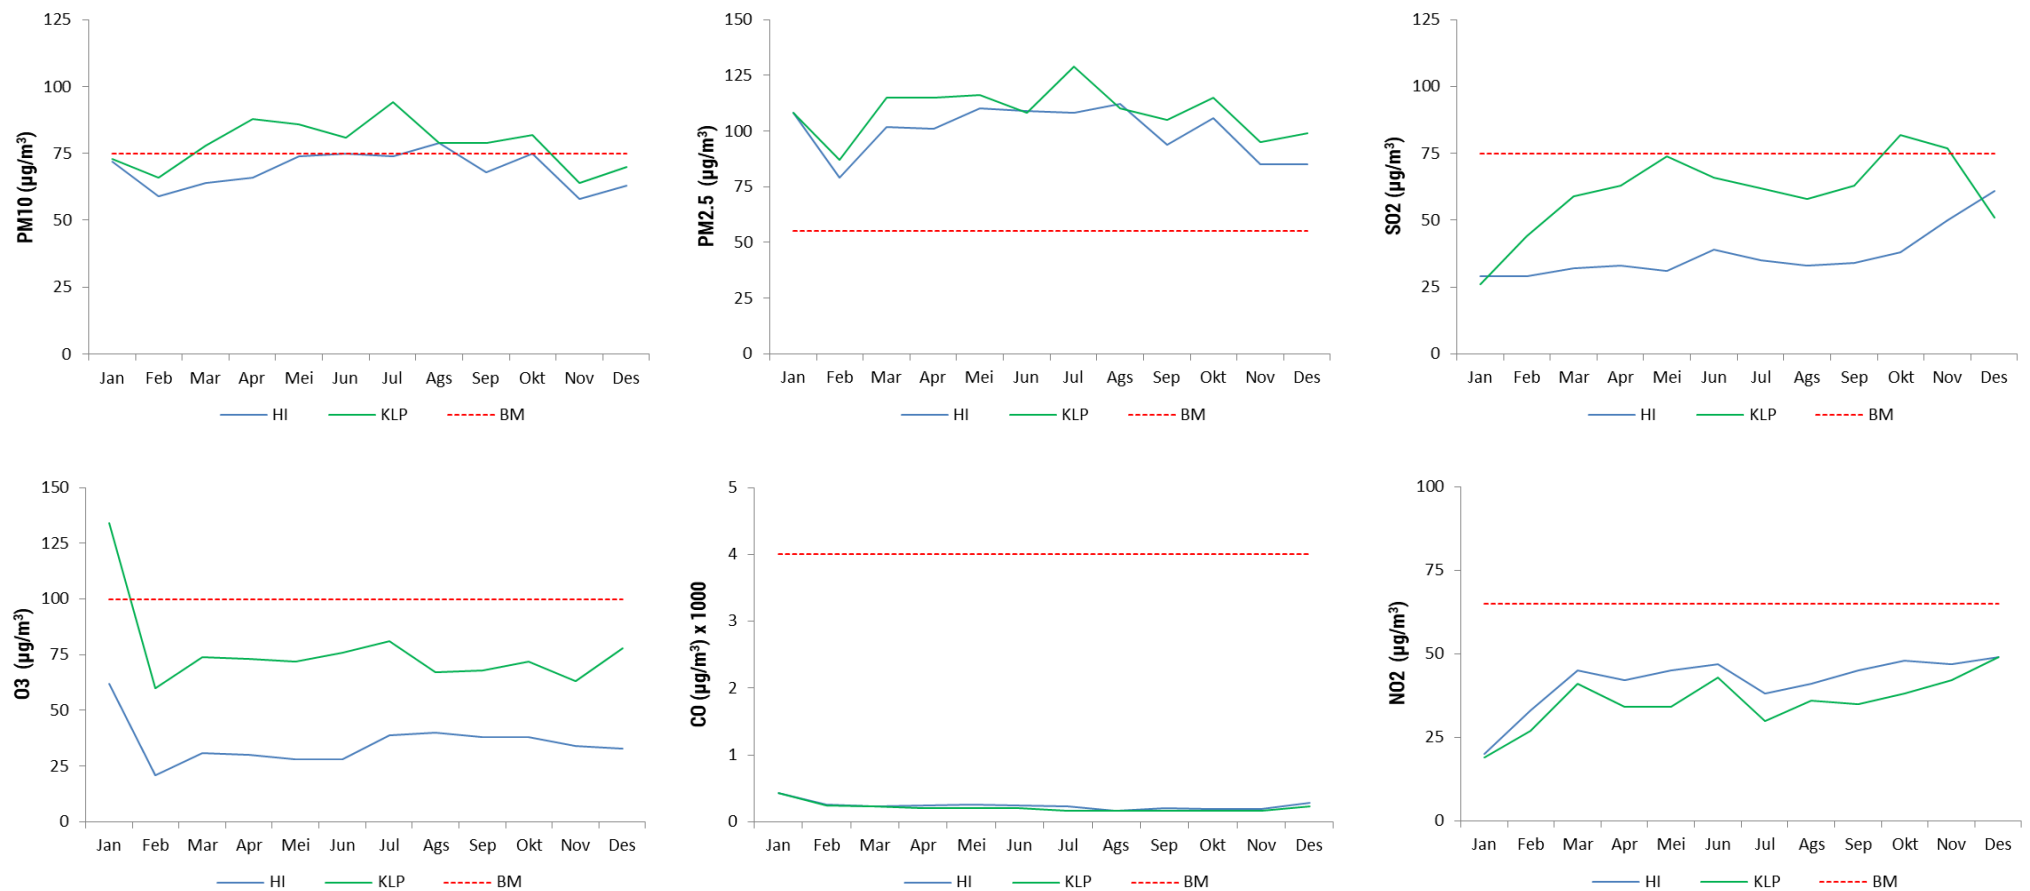 PM10 (µg/m³)
125
100
75
50
25
0
Jan Feb Mar Apr Mei Jun Jul Ags Sep Okt Nov Des
HI KLP BM
PM2.5 (µg/m³)
150
125
100
75
50
25
0
Jan Feb Mar Apr Mei Jun Jul Ags Sep Okt Nov Des
HI KLP BM
SO2 (µg/m³)
125
100
75
50
25
0
Jan Feb Mar Apr Mei Jun Jul Ags Sep Okt Nov Des
HI KLP BM
O3 (µg/m³)
150
125
100
75
50
25
0
Jan Feb Mar Apr Mei Jun Jul Ags Sep Okt Nov Des
HI KLP BM
CO (µg/m³) x 1000
5
4
3
2
1
0
Jan Feb Mar Apr Mei Jun Jul Ags Sep Okt Nov Des
HI KLP BM
NO2 (µg/m³)
100
75
50
25
0
Jan Feb Mar Apr Mei Jun Jul Ags Sep Okt Nov Des
HI KLP BM